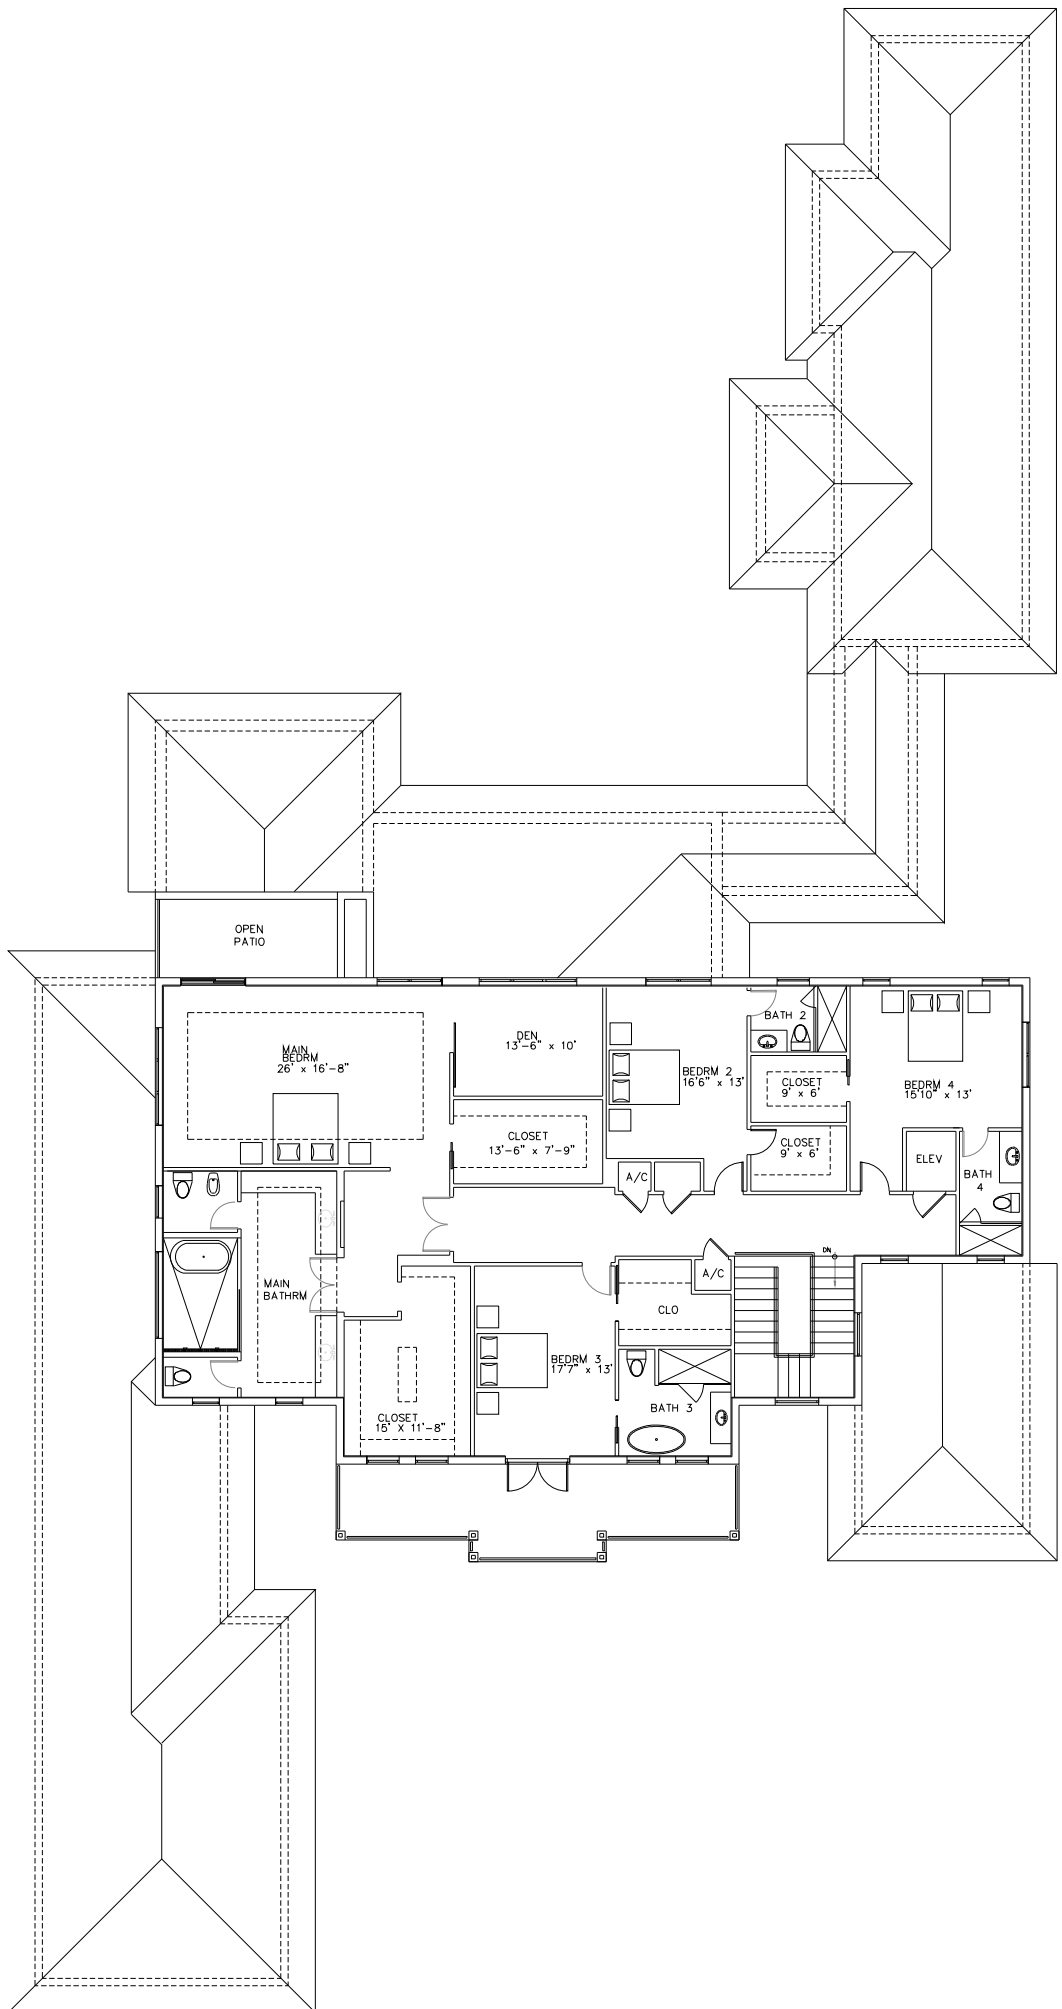 OPEN
PATIO
MAIN
BEDRM
26' x 16'-8"
DEN
13'-6" x 10'
CLOSET
13'-6" x 7'-9"
BEDRM 2
16'6" x 13'
BATH 2
CLOSET
9' x 6'
CLOSET
9' x 6'
BEDRM 4
15'10" x 13'
ELEV
BATH
4
A/C
DN
A/C
MAIN
BATHRM
CLO
BEDRM 3
17'7" x 13'
BATH 3
CLOSET
15' X 11'-8"